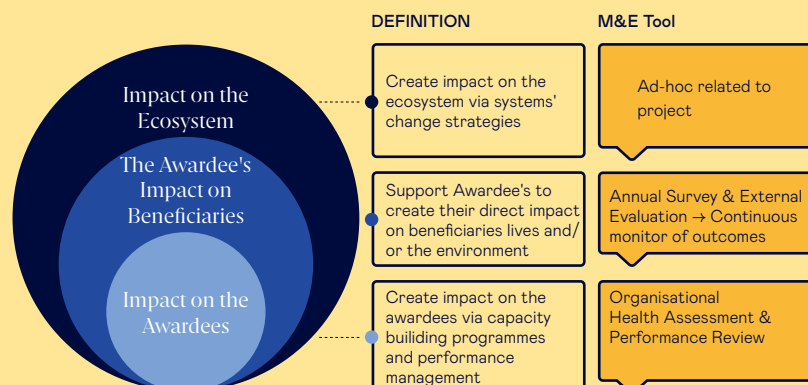 DEFINITION
M&E Tool
Impact on the
Ecosystem
Create impact on the
ecosystem via systems'
change strategies
Ad-hoc related to
project
The Awardee's
Impact on
Beneficiaries
Support Awardee's to
create their direct impact
on beneficiaries lives and/
or the environment
Annual Survey & External
Evaluation → Continuous
monitor of outcomes
Impact on the
Awardees
Create impact on the
awardees via capacity
builiding programmes
and performance
management
Organisational
Health Assessment &
Performance Review